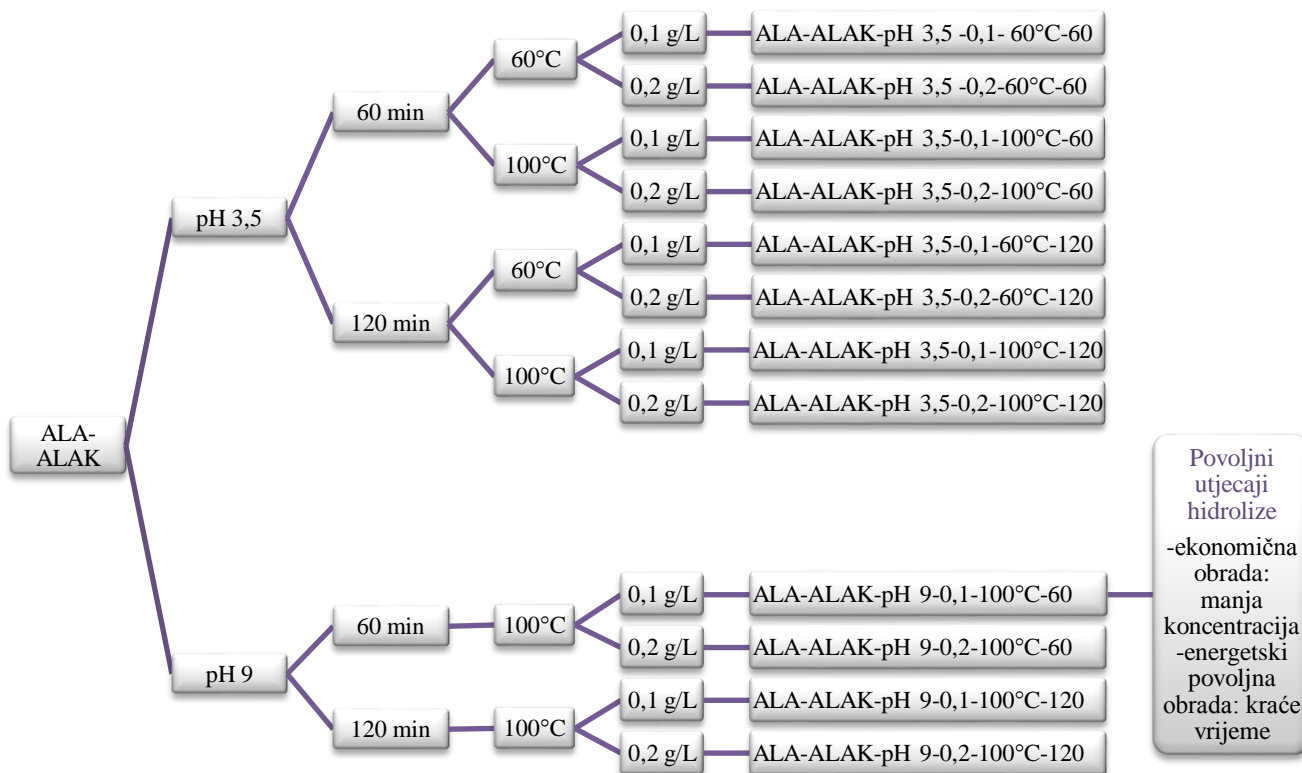 ALA-
ALAK
pH 3,5
60 min
60°C
0,1 g/L
ALA-ALAK-pH 3,5 -0,1- 60°C-60
0,2 g/L
ALA-ALAK-pH 3,5 -0,2-60°C-60
100°C
0,1 g/L
ALA-ALAK-pH 3,5-0,1-100°C-60
0,2 g/L
ALA-ALAK-pH 3,5-0,2-100°C-60
120 min
60°C
0,1 g/L
ALA-ALAK-pH 3,5-0,1-60°C-120
0,2 g/L
ALA-ALAK-pH 3,5-0,2-60°C-120
100°C
0,1 g/L
ALA-ALAK-pH 3,5-0,1-100°C-120
0,2 g/L
ALA-ALAK-pH 3,5-0,2-100°C-120
pH 9
60 min
100°C
0,1 g/L
ALA-ALAK-pH 9-0,1-100°C-60
0,2 g/L
ALA-ALAK-pH 9-0,2-100°C-60
120 min
100°C
0,1 g/L
ALA-ALAK-pH 9-0,1-100°C-120
0,2 g/L
ALA-ALAK-pH 9-0,2-100°C-120
Povoljni
utjecaji
hidrolize
-ekonomična
obrada:
manja
koncentracija
-energetski
povoljna
obrada: kraće
vrijeme